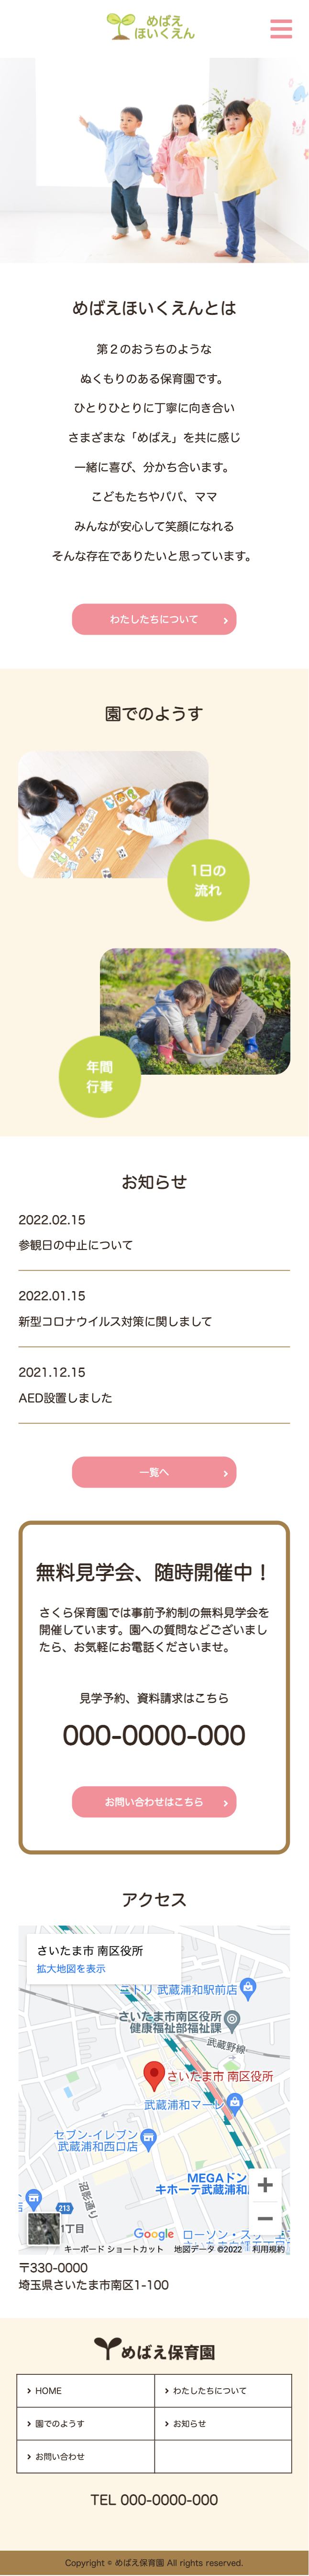 めばえ
ほいくえん
めばえほいくえんとは
第２のおうちのような
ぬくもりのある保育園です。
ひとりひとりに丁寧に向き合い
さまざまな「めばえ」を共に感じ
一緒に喜び、分かち合います。
こどもたちやパパ、ママ
みんなが安心して笑顔になれる
そんな存在でありたいと思っています。
わたしたちについて
園でのようす
1日の
流れ
年間
行事
お知らせ
2022.02.15
参観日の中止について
2022.01.15
新型コロナウイルス対策に関しまして
2021.12.15
AED設置しました
一覧へ
無料見学会、随時開催中！
さくら保育園では事前予約制の無料見学会を
開催しています。園への質問などございまし
たら、お気軽にお電話くださいませ。
見学予約、資料請求はこちら
000-0000-000
お問い合わせはこちら
アクセス
さいたま市 南区役所
拡大地図を表示
ニトリ 武蔵浦和駅前店
さいたま市南区役所
健康福祉部福祉課
武蔵野線
さいたま市 南区役所
武蔵浦和マーレ
セブン-イレブン
武蔵浦和西口店
MEGAドン
キホーテ武蔵浦和
沼影通り
213
1丁目
Google
ローソン・ス
キーボード ショートカット 地図データ ©2022 利用規約
〒330-0000
埼玉県さいたま市南区1-100
めばえ保育園
HOME
わたしたちについて
園でのようす
お知らせ
お問い合わせ
TEL 000-0000-000
Copyright © めばえ保育園 All rights reserved.